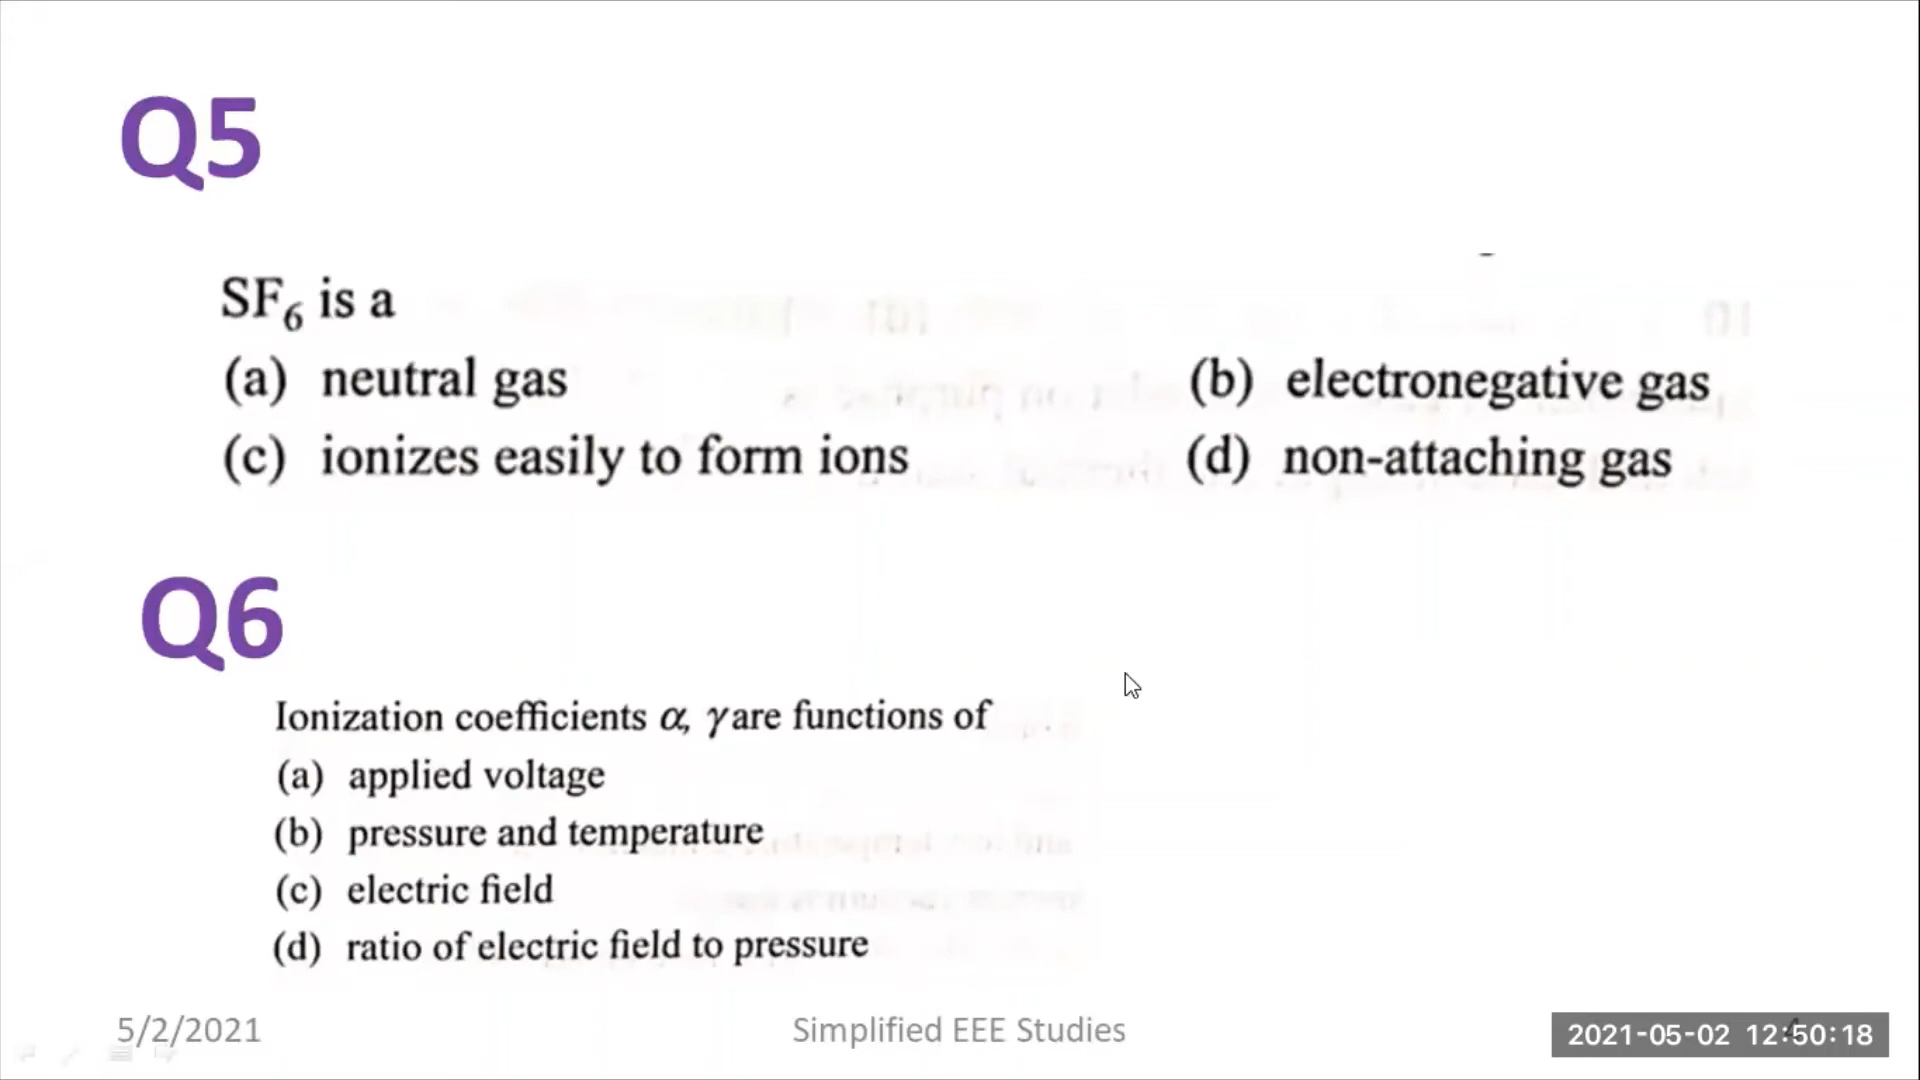 Q5
SF6 is a
(a) neutral gas
(b) electronegative gas
(c) ionizes easily to form ions
(d) non-attaching gas
Q6
Ionization coefficients α, γ are functions of
(a) applied voltage
(b) pressure and temperature
(c) electric field
(d) ratio of electric field to pressure
5/2/2021
Simplified EEE Studies
2021-05-02 12:50:18